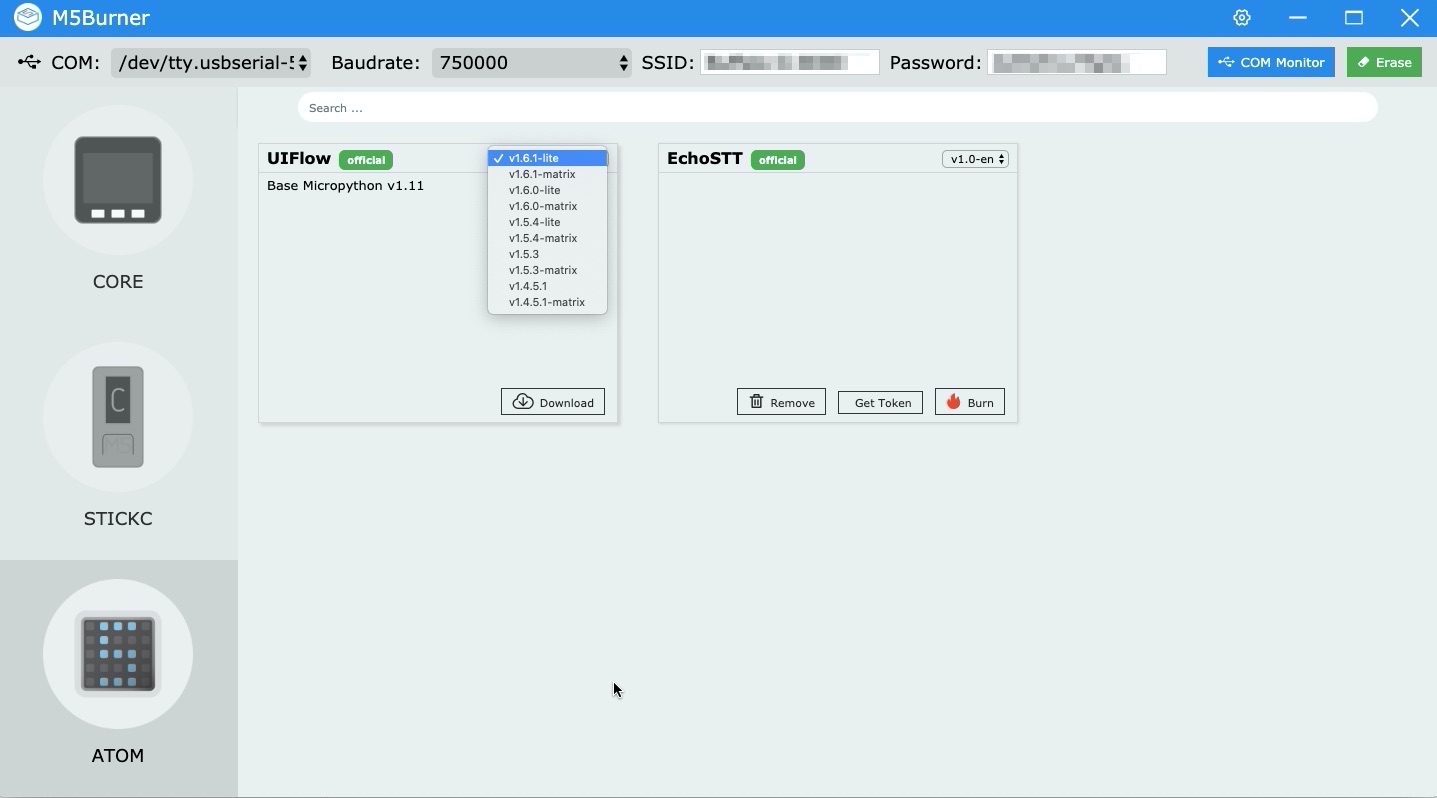 M5Burner
COM: /dev/tty.usbserial-5 Baudrate: 750000 SSID: Password: COM Monitor Erase
Search ...
CORE
STICKC
ATOM
UIFlow official
Base Micropython v1.11
v1.6.1-lite
v1.6.1-matrix
v1.6.0-lite
v1.6.0-matrix
v1.5.4-lite
v1.5.4-matrix
v1.5.3
v1.5.3-matrix
v1.4.5.1
v1.4.5.1-matrix
Download
EchoSTT official v1.0-en
Remove Get Token Burn
C
M5